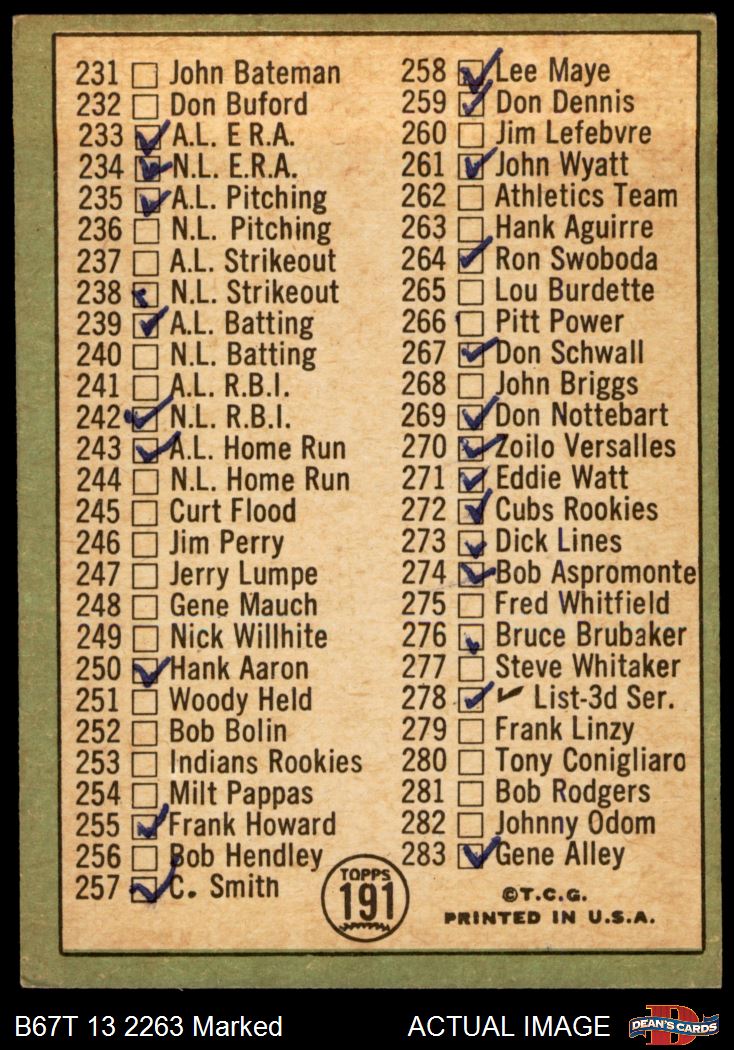 231 John Bateman
232 Don Buford
233 A.L. E R.A.
234 N.L. E.R.A.
235 A.L. Pitching
236 N.L. Pitching
237 A.L. Strikeout
238 N.L. Strikeout
239 A.L. Batting
240 N.L. Batting
241 A.L. R.B.I.
242 N.L. R.B.I.
243 A.L. Home Run
244 N.L. Home Run
245 Curt Flood
246 Jim Perry
247 Jerry Lumpe
248 Gene Mauch
249 Nick Willhite
250 Hank Aaron
251 Woody Held
252 Bob Bolin
253 Indians Rookies
254 Milt Pappas
255 Frank Howard
256 Bob Hendley
257 C. Smith
258 Lee Maye
259 Don Dennis
260 Jim Lefebvre
261 John Wyatt
262 Athletics Team
263 Hank Aguirre
264 Ron Swoboda
265 Lou Burdette
266 Pitt Power
267 Don Schwall
268 John Briggs
269 Don Nottebart
270 Zoilo Versalles
271 Eddie Watt
272 Cubs Rookies
273 Dick Lines
274 Bob Aspromonte
275 Fred Whitfield
276 Bruce Brubaker
277 Steve Whitaker
278 ✔ List-3d Ser.
279 Frank Linzy
280 Tony Conigliaro
281 Bob Rodgers
282 Johnny Odom
283 Gene Alley
TOPPS
191
©T.C.G.
PRINTED IN U.S.A.
B67T 13 2263 Marked
ACTUAL IMAGE
DEAN'S CARDS